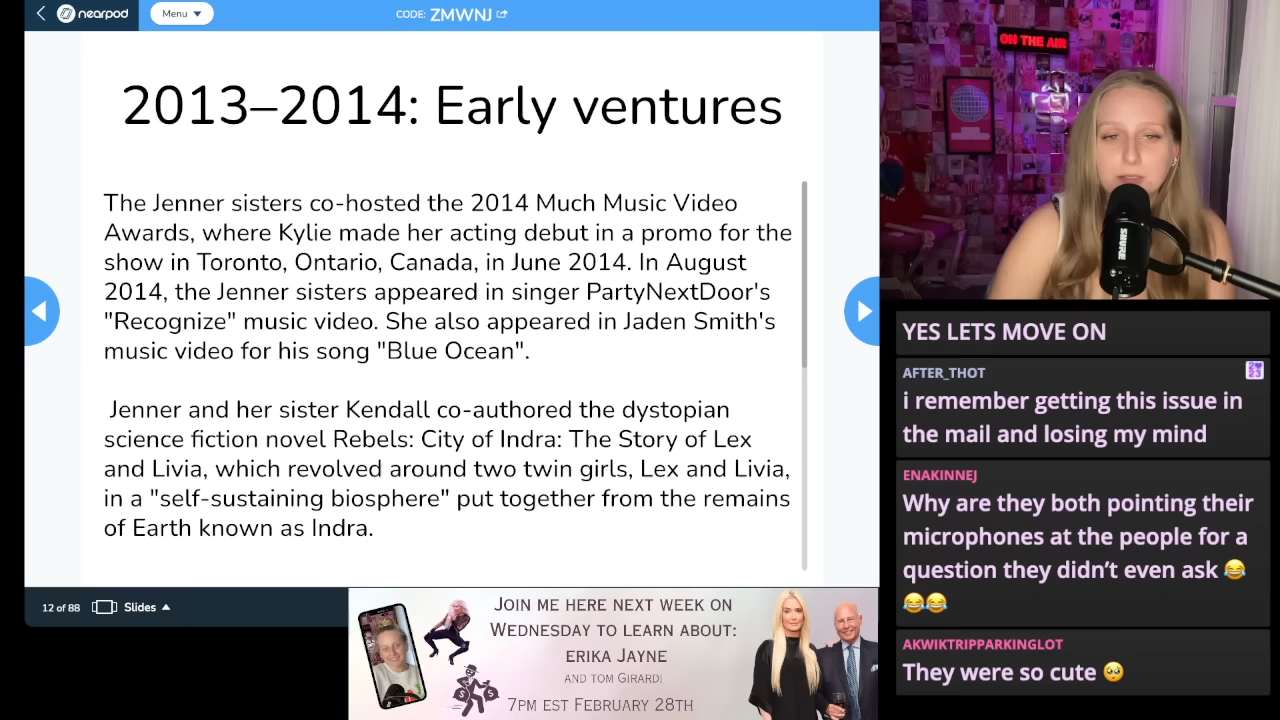 nearpod
Menu
CODE: ZMWNJ
ON THE AIR
2013–2014: Early ventures
The Jenner sisters co-hosted the 2014 Much Music Video
Awards, where Kylie made her acting debut in a promo for the
show in Toronto, Ontario, Canada, in June 2014. In August
2014, the Jenner sisters appeared in singer PartyNextDoor's
"Recognize" music video. She also appeared in Jaden Smith's
music video for his song "Blue Ocean".
Jenner and her sister Kendall co-authored the dystopian
science fiction novel Rebels: City of Indra: The Story of Lex
and Livia, which revolved around two twin girls, Lex and Livia,
in a "self-sustaining biosphere" put together from the remains
of Earth known as Indra.
12 of 88
Slides
JOIN ME HERE NEXT WEEK ON
WEDNESDAY TO LEARN ABOUT:
ERIKA JAYNE
AND TOM GIRARDI
7PM EST FEBRUARY 28TH
SHURE
YES LETS MOVE ON
AFTER_THOT
i remember getting this issue in
the mail and losing my mind
ENAKINNEJ
Why are they both pointing their
microphones at the people for a
question they didn't even ask 😂
😂😂
AKWIKTRIPPARKINGLOT
They were so cute 🥺